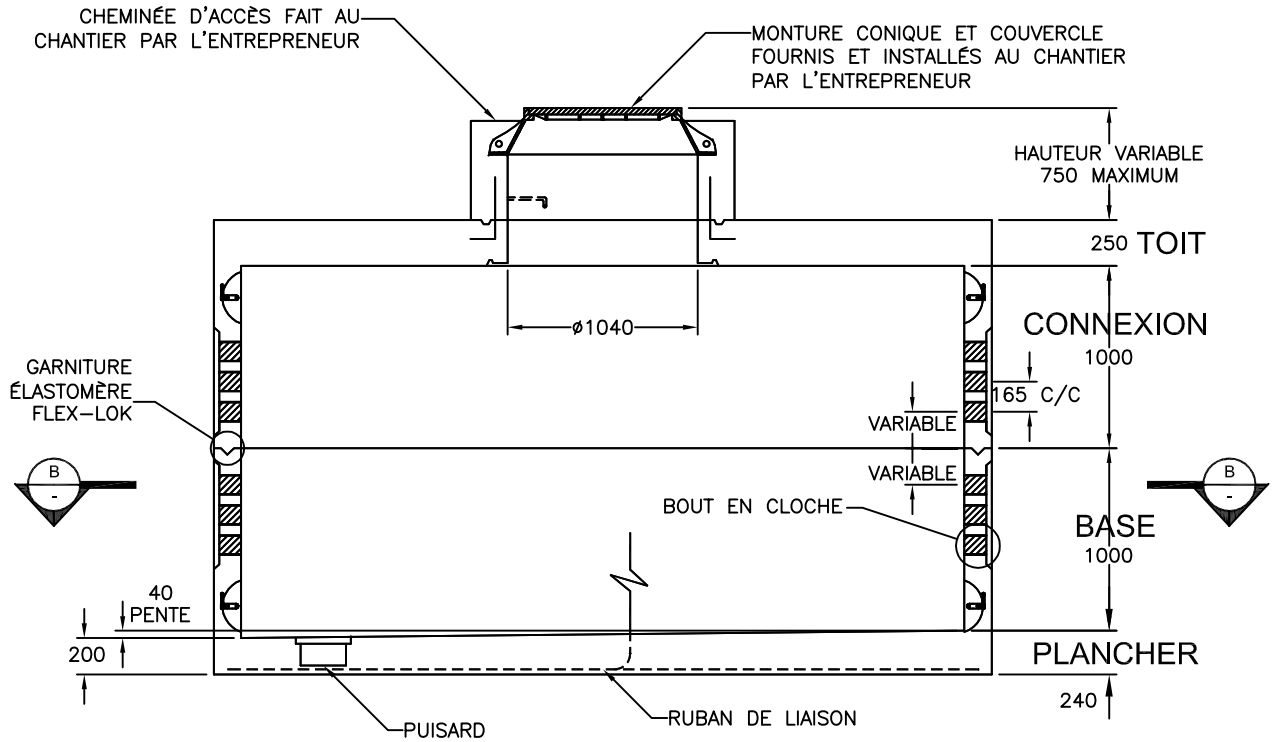 CHEMINÉE D'ACCÈS FAIT AU
CHANTIER PAR L'ENTREPRENEUR
MONTURE CONIQUE ET COUVERCLE
FOURNIS ET INSTALLÉS AU CHANTIER
PAR L'ENTREPRENEUR
HAUTEUR VARIABLE
750 MAXIMUM
250 TOIT
ø1040
CONNEXION
1000
GARNITURE
ÉLASTOMÈRE
FLEX-LOK
165 C/C
VARIABLE
VARIABLE
B
-
B
-
BOUT EN CLOCHE
BASE
1000
40
PENTE
200
PLANCHER
240
PUISARD
RUBAN DE LIAISON